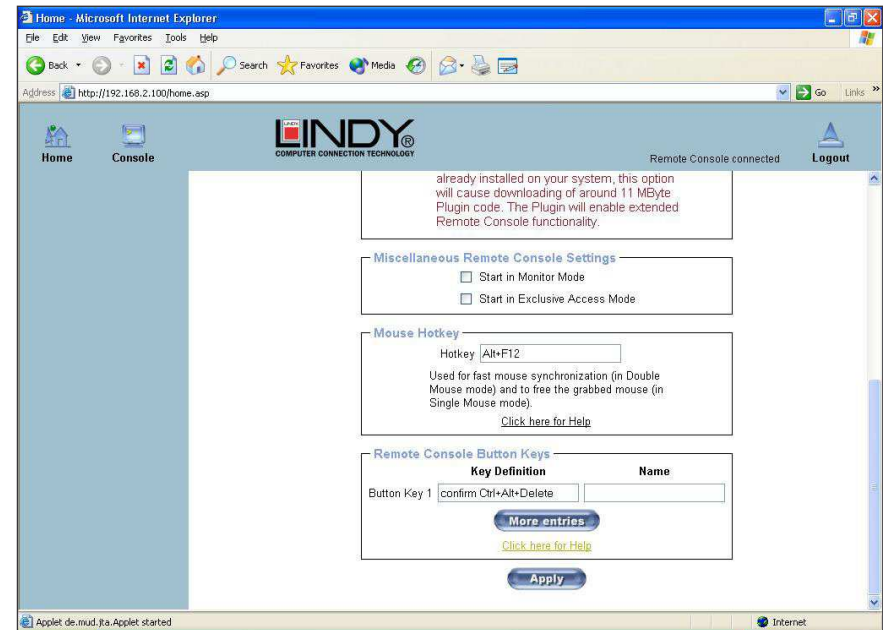 Home - Microsoft Internet Explorer
File Edit View Favorites Tools Help
Back Search Favorites Media
Address http://192.168.2.100/home.asp Go Links »
Home Console LINDY® COMPUTER CONNECTION TECHNOLOGY Remote Console connected Logout
already installed on your system, this option
will cause downloading of around 11 MByte
Plugin code. The Plugin will enable extended
Remote Console functionality.
Miscellaneous Remote Console Settings
Start in Monitor Mode
Start in Exclusive Access Mode
Mouse Hotkey
Hotkey Alt+F12
Used for fast mouse synchronization (in Double
Mouse mode) and to free the grabbed mouse (in
Single Mouse mode).
Click here for Help
Remote Console Button Keys
Key Definition Name
Button Key 1 confirm Ctrl+Alt+Delete
More entries
Click here for Help
Apply
Applet de.mud.jta.Applet started Internet